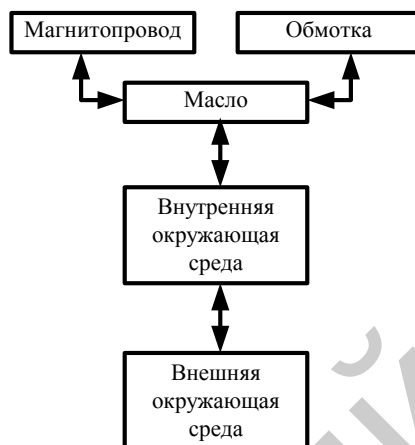 Магнитопровод
Обмотка
Масло
Внутренняя
окружающая
среда
Внешняя
окружающая
среда